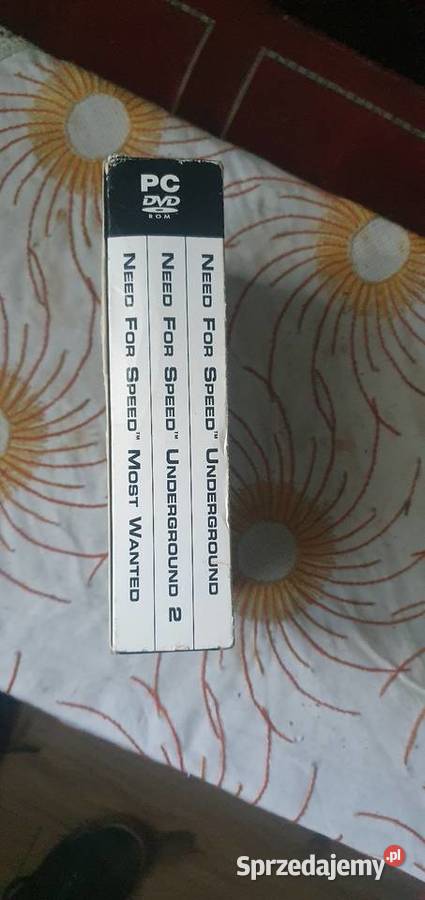 PC
DVD
ROM
NEED FOR SPEED™ UNDERGROUND
NEED FOR SPEED™ UNDERGROUND 2
NEED FOR SPEED™ MOST WANTED
Sprzedajemy.pl